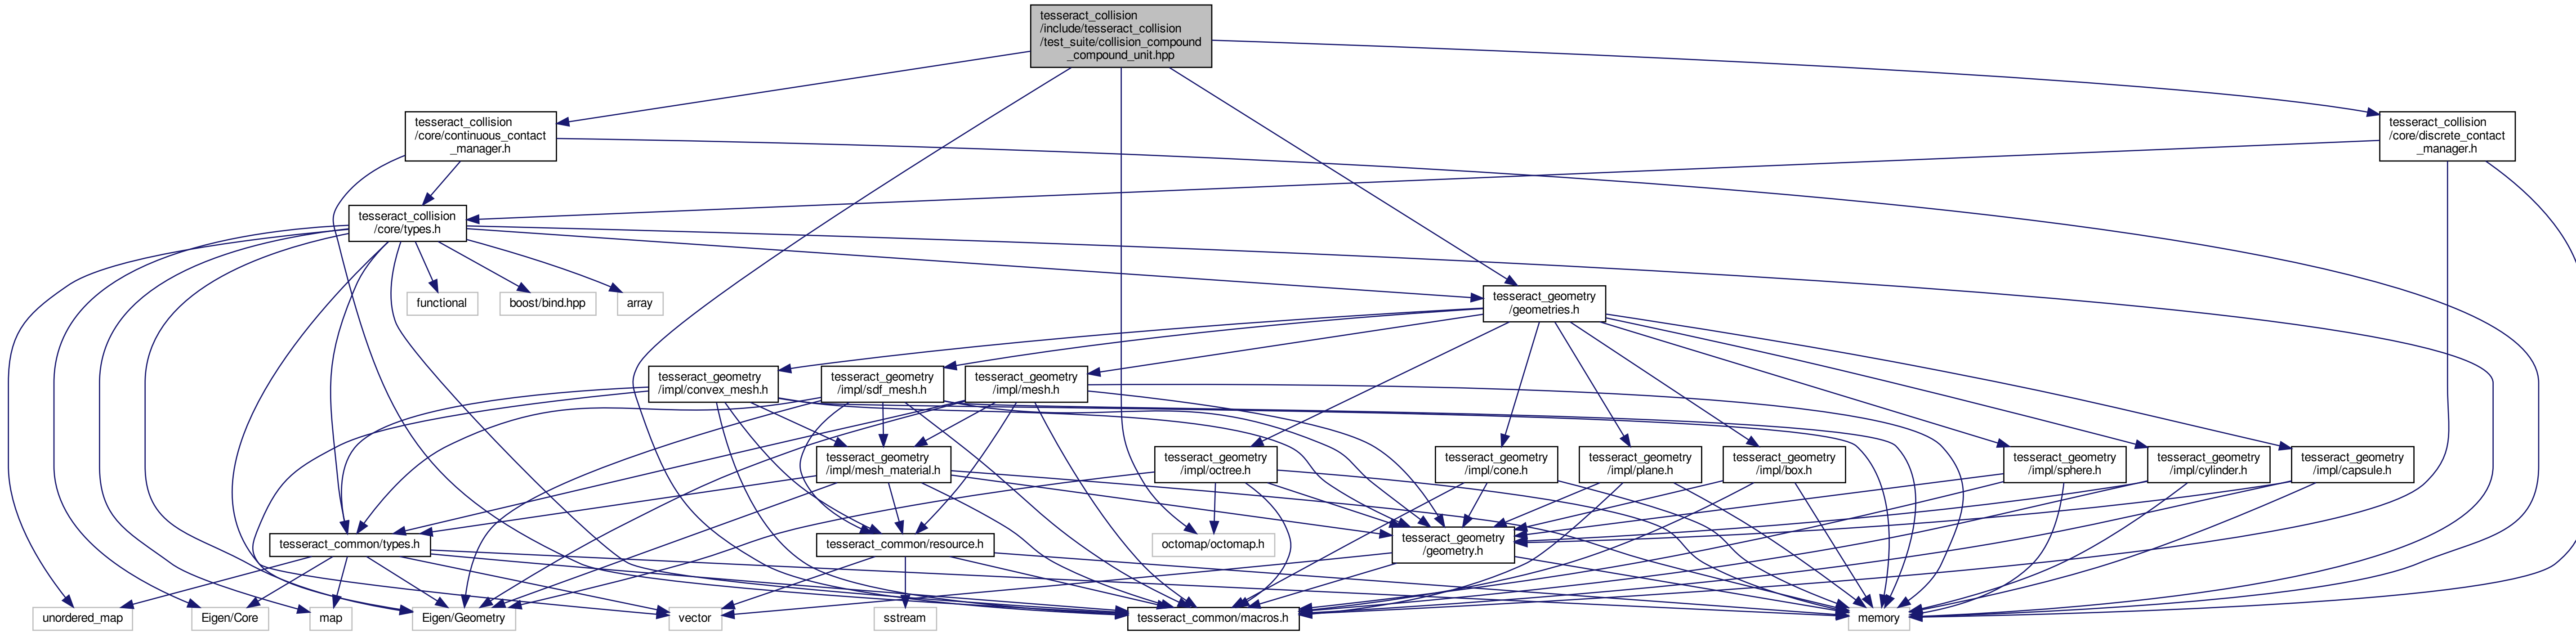 tesseract_collision
/include/tesseract_collision
/test_suite/collision_compound
_compound_unit.hpp
tesseract_collision
/core/continuous_contact
_manager.h
tesseract_collision
/core/discrete_contact
_manager.h
tesseract_collision
/core/types.h
functional
boost/bind.hpp
array
tesseract_geometry
/geometries.h
tesseract_geometry
/impl/convex_mesh.h
tesseract_geometry
/impl/sdf_mesh.h
tesseract_geometry
/impl/mesh.h
tesseract_geometry
/impl/mesh_material.h
tesseract_geometry
/impl/octree.h
tesseract_geometry
/impl/cone.h
tesseract_geometry
/impl/plane.h
tesseract_geometry
/impl/box.h
tesseract_geometry
/impl/sphere.h
tesseract_geometry
/impl/cylinder.h
tesseract_geometry
/impl/capsule.h
tesseract_common/types.h
tesseract_common/resource.h
octomap/octomap.h
tesseract_geometry
/geometry.h
unordered_map
Eigen/Core
map
Eigen/Geometry
vector
sstream
tesseract_common/macros.h
memory